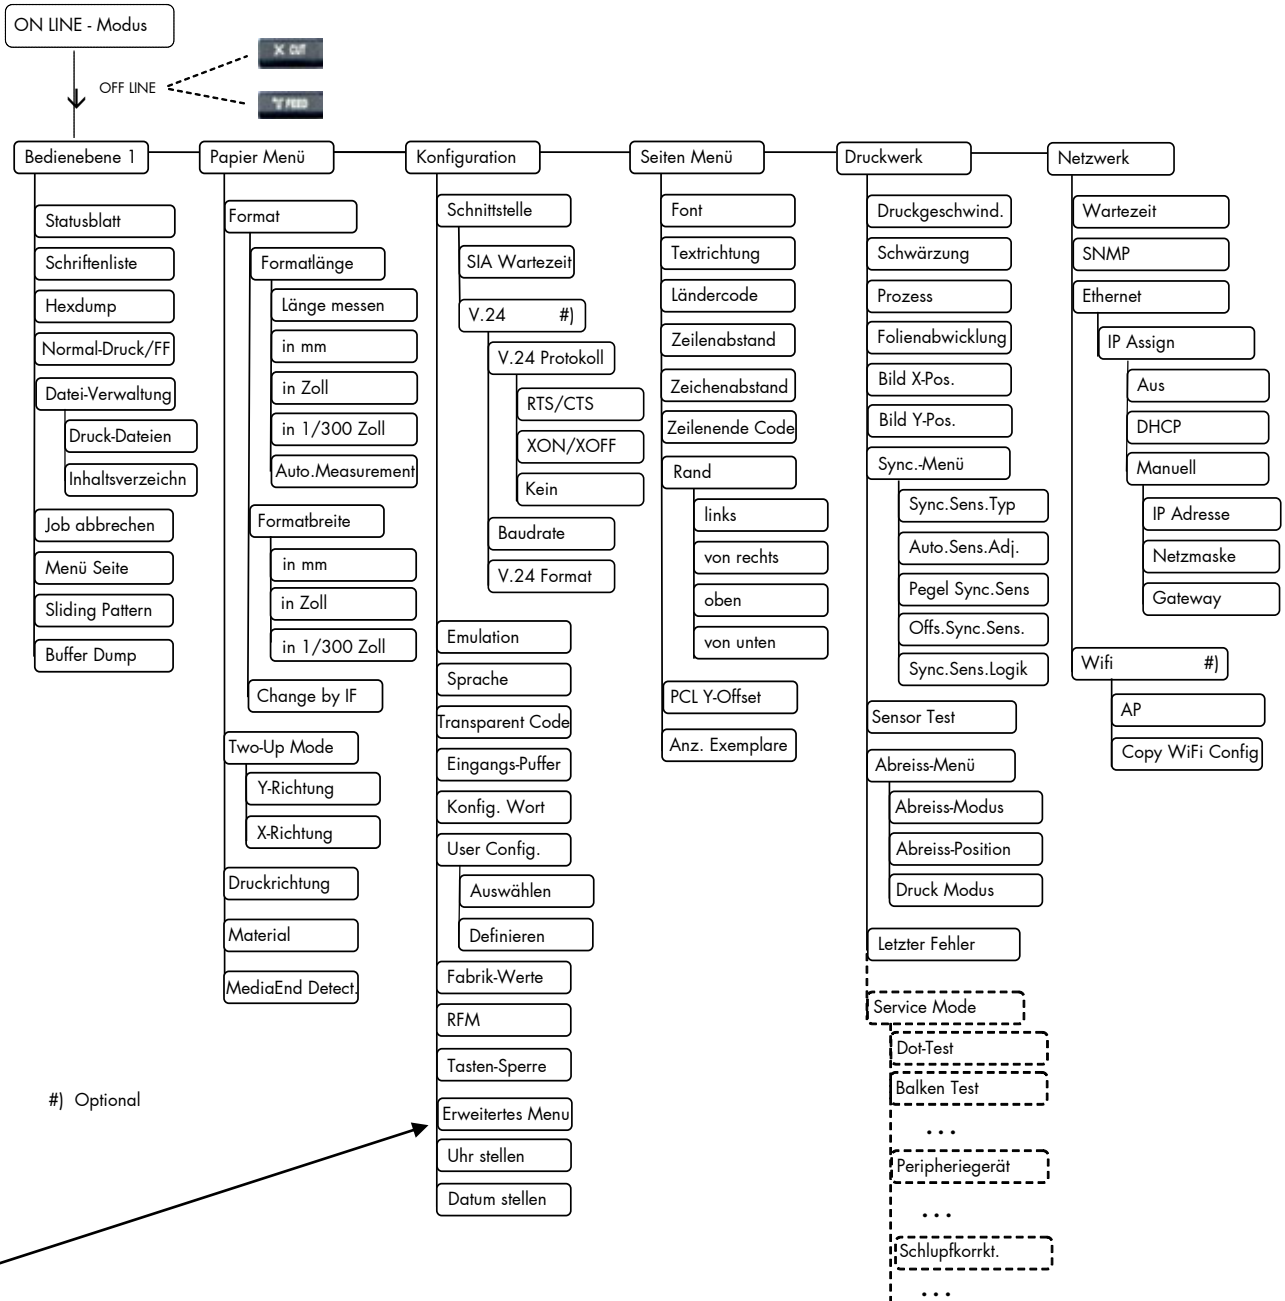 ON LINE - Modus
OFF LINE
CUT
FEED
Bedienebene 1
Statusblatt
Schriftenliste
Hexdump
Normal-Druck/FF
Datei-Verwaltung
Druck-Dateien
Inhaltsverzeichn
Job abbrechen
Menü Seite
Sliding Pattern
Buffer Dump
Papier Menü
Format
Formatlänge
Länge messen
in mm
in Zoll
in 1/300 Zoll
Auto.Measurement
Formatbreite
in mm
in Zoll
in 1/300 Zoll
Change by IF
Two-Up Mode
Y-Richtung
X-Richtung
Druckrichtung
Material
MediaEnd Detect.
Konfiguration
Schnittstelle
SIA Wartezeit
V.24 #)
V.24 Protokoll
RTS/CTS
XON/XOFF
Kein
Baudrate
V.24 Format
Emulation
Sprache
Transparent Code
Eingangs-Puffer
Konfig. Wort
User Config.
Auswählen
Definieren
Fabrik-Werte
RFM
Tasten-Sperre
Erweitertes Menu
Uhr stellen
Datum stellen
Seiten Menü
Font
Textrichtung
Ländercode
Zeilenabstand
Zeichenabstand
Zeilenende Code
Rand
links
von rechts
oben
von unten
PCL Y-Offset
Anz. Exemplare
Druckwerk
Druckgeschwind.
Schwärzung
Prozess
Folienabwicklung
Bild X-Pos.
Bild Y-Pos.
Sync.-Menü
Sync.Sens.Typ
Auto.Sens.Adj.
Pegel Sync.Sens
Offs.Sync.Sens.
Sync.Sens.Logik
Sensor Test
Abreiss-Menü
Abreiss-Modus
Abreiss-Position
Druck Modus
Letzter Fehler
Service Mode
Dot-Test
Balken Test
...
Peripheriegerät
...
Schlupfkorrkt.
...
Netzwerk
Wartezeit
SNMP
Ethernet
IP Assign
Aus
DHCP
Manuell
IP Adresse
Netzmaske
Gateway
Wifi #)
AP
Copy WiFi Config
#) Optional